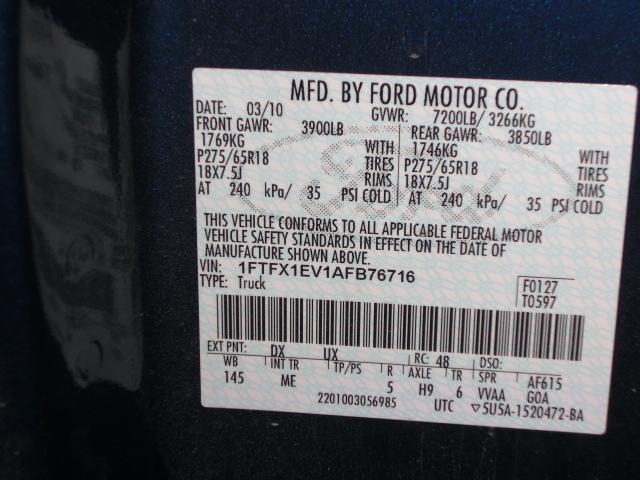 MFD. BY FORD MOTOR CO.
DATE: 03/10 GVWR: 7200LB/ 3266KG
FRONT GAWR: 3900LB REAR GAWR: 3850LB
1769KG WITH 1746KG WITH
P275/65R18 TIRES P275/65R18 TIRES
18X7.5J RIMS 18X7.5J RIMS
AT 240 kPa/ 35 PSI COLD AT 240 kPa/ 35 PSI COLD
Ford
THIS VEHICLE CONFORMS TO ALL APPLICABLE FEDERAL MOTOR
VEHICLE SAFETY STANDARDS IN EFFECT ON THE DATE OF
MANUFACTURE SHOWN ABOVE.
VIN: 1FTFX1EV1AFB76716 F0127
TYPE: Truck T0597
EXT PNT: DX UX RC: 48 DSO:
WB INT TR TP/PS R AXLE TR SPR AF615
145 ME 5 H9 6 VVAA GOA
2201003056985 UTC ▽5U5A-1520472-BA